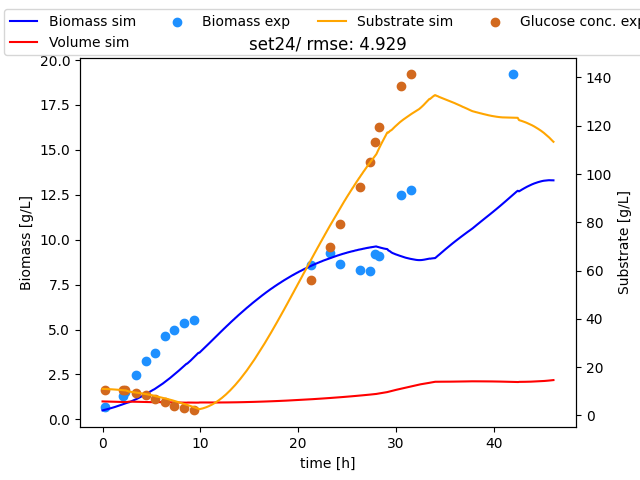 Biomass sim Biomass exp Substrate sim Glucose conc. exp
Volume sim
set24/ rmse: 4.929
20.0
17.5
15.0
12.5
10.0
7.5
5.0
2.5
0.0
Biomass [g/L]
140
120
100
80
60
40
20
0
Substrate [g/L]
0 10 20 30 40
time [h]